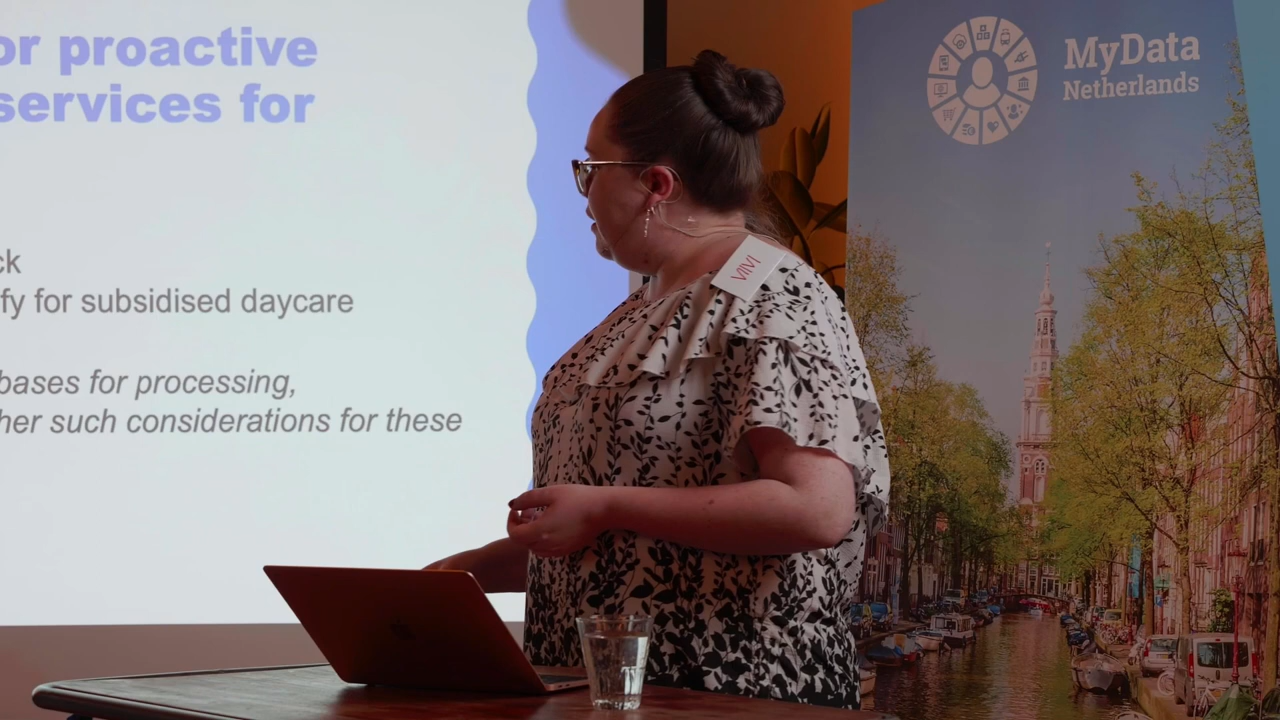 or proactive
services for
ck
fy for subsidised daycare
bases for processing,
her such considerations for these
VIIVI
MyData
Netherlands